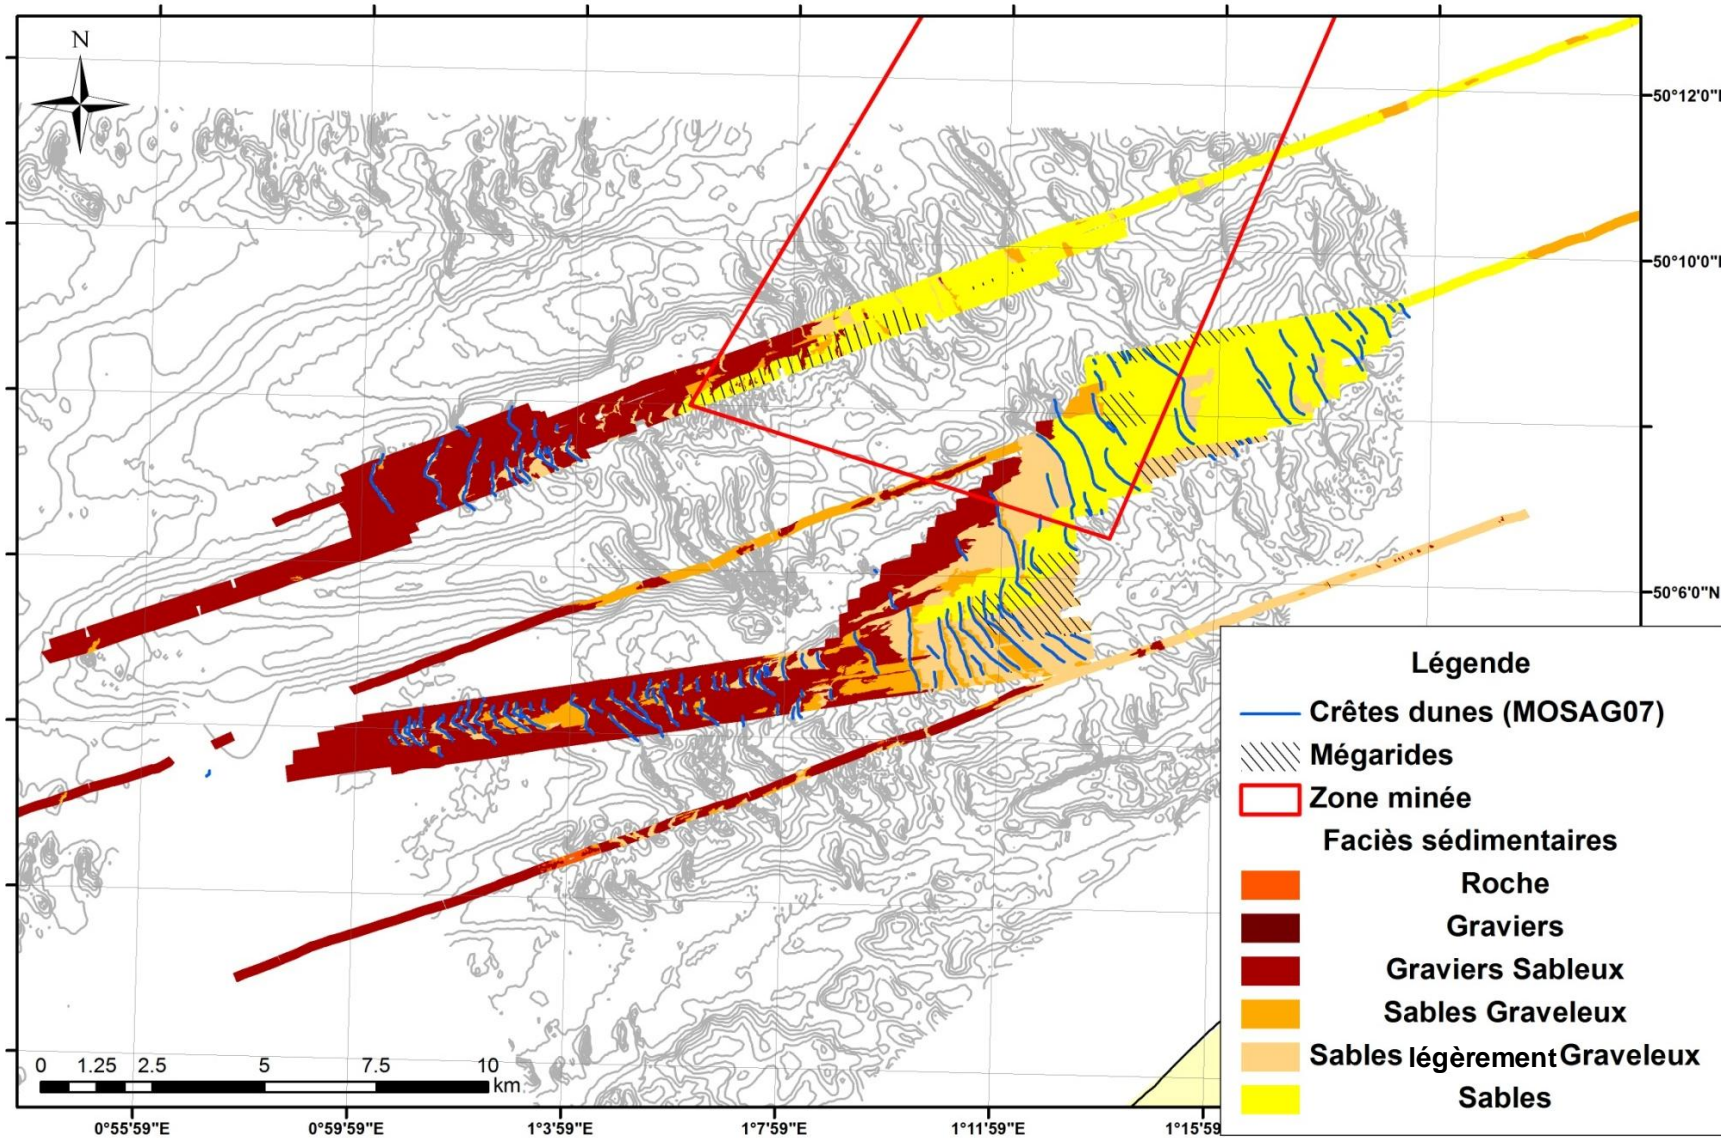 N
50°12'0"
50°10'0"
50°6'0"N
Légende
Crêtes dunes (MOSAG07)
Mégarides
Zone minée
Faciès sédimentaires
Roche
Graviers
Graviers Sableux
Sables Graveleux
Sables légèrement Graveleux
Sables
0 1.25 2.5 5 7.5 10
km
0°55'59"E 0°59'59"E 1°3'59"E 1°7'59"E 1°11'59"E 1°15'59